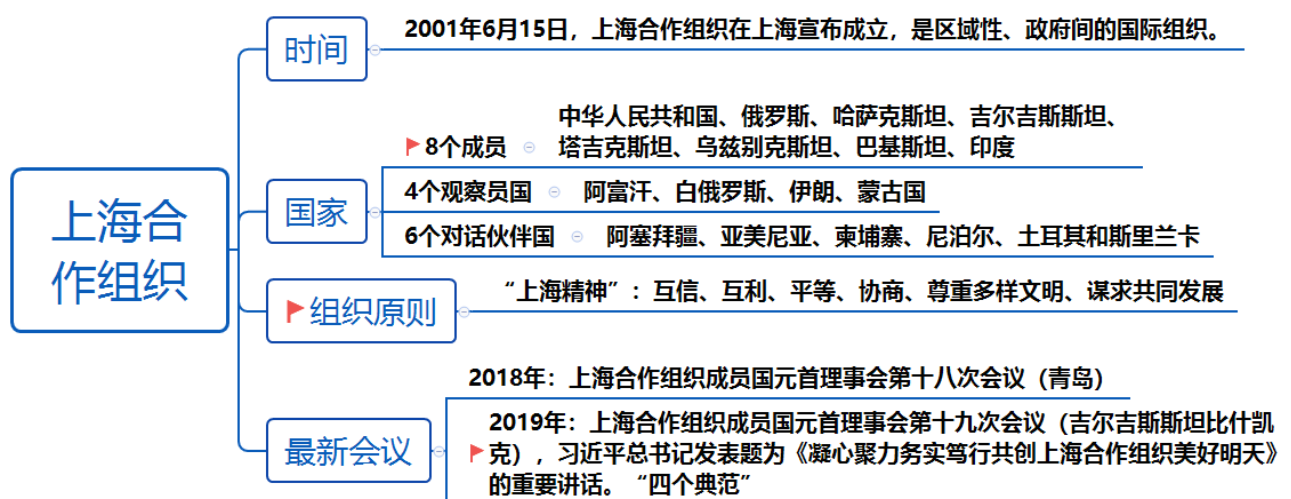 上海合
作组织
时间
2001年6月15日，上海合作组织在上海宣布成立，是区域性、政府间的国际组织。
国家
8个成员
中华人民共和国、俄罗斯、哈萨克斯坦、吉尔吉斯斯坦、
塔吉克斯坦、乌兹别克斯坦、巴基斯坦、印度
4个观察员国
阿富汗、白俄罗斯、伊朗、蒙古国
6个对话伙伴国
阿塞拜疆、亚美尼亚、柬埔寨、尼泊尔、土耳其和斯里兰卡
组织原则
“上海精神”：互信、互利、平等、协商、尊重多样文明、谋求共同发展
最新会议
2018年：上海合作组织成员国元首理事会第十八次会议（青岛）
2019年：上海合作组织成员国元首理事会第十九次会议（吉尔吉斯斯坦比什凯
克），习近平总书记发表题为《凝心聚力务实笃行共创上海合作组织美好明天》
的重要讲话。“四个典范”